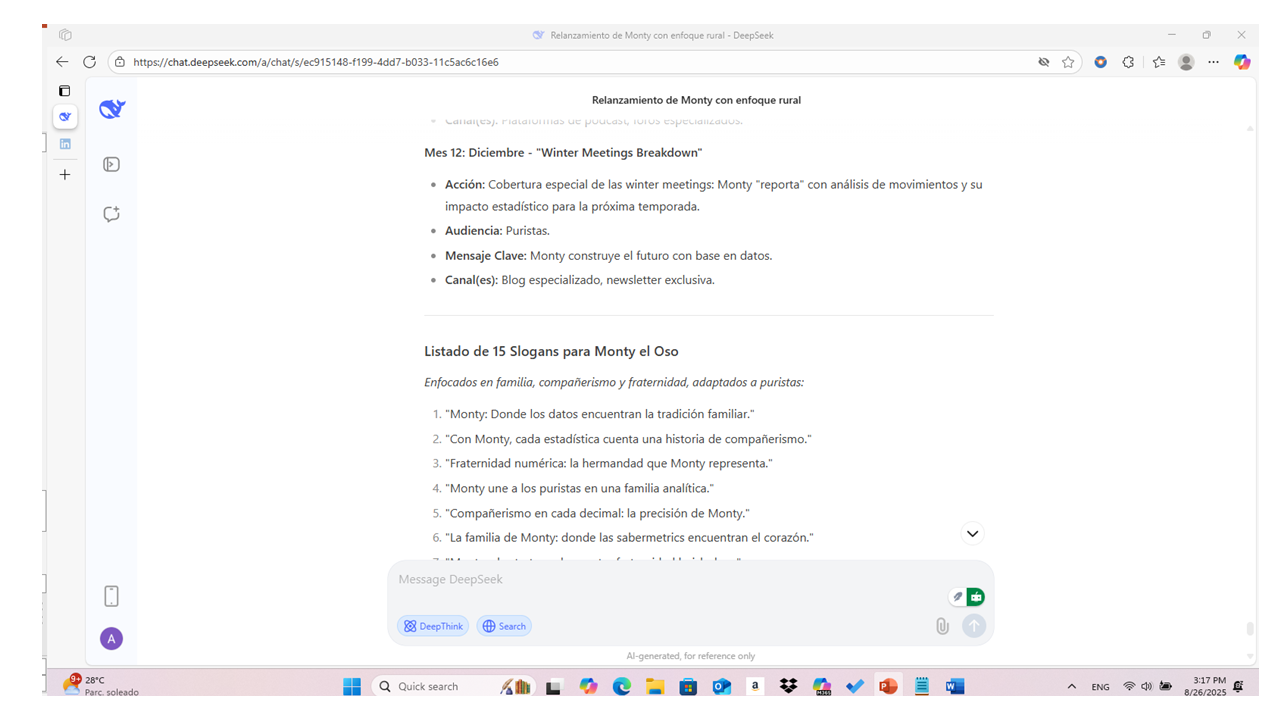 Relanzamiento de Monty con enfoque rural - DeepSeek
https://chat.deepseek.com/a/chat/s/ec915148-f199-4dd7-b033-11c5ac6c16e6
Relanzamiento de Monty con enfoque rural
Canal(es): Plataformas de podcast, foros especializados.
Mes 12: Diciembre - "Winter Meetings Breakdown"
Acción: Cobertura especial de las winter meetings: Monty "reporta" con análisis de movimientos y su
impacto estadístico para la próxima temporada.
Audiencia: Puristas.
Mensaje Clave: Monty construye el futuro con base en datos.
Canal(es): Blog especializado, newsletter exclusiva.
Listado de 15 Slogans para Monty el Oso
Enfocados en familia, compañerismo y fraternidad, adaptados a puristas:
1. "Monty: Donde los datos encuentran la tradición familiar."
2. "Con Monty, cada estadística cuenta una historia de compañerismo."
3. "Fraternidad numérica: la hermandad que Monty representa."
4. "Monty une a los puristas en una familia analítica."
5. "Compañerismo en cada decimal: la precisión de Monty."
6. "La familia de Monty: donde las sabermetrics encuentran el corazón."
Message DeepSeek
DeepThink
Search
A
AI-generated, for reference only
9+
28°C
Parc. soleado
Quick search
M365
ENG
3:17 PM
8/26/2025